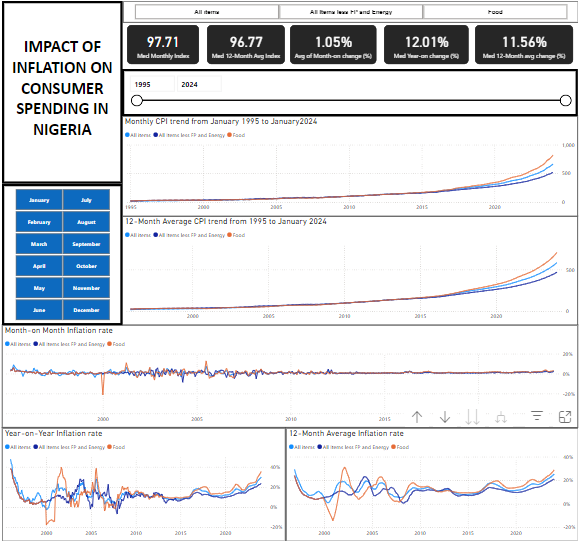 IMPACT OF
INFLATION ON
CONSUMER
SPENDING IN
NIGERIA
All items
All items less FP and Energy
Food
97.71
Med Monthly Index
96.77
Med 12-Month Avg Index
1.05%
Avg of Month-on change (%)
12.01%
Med Year-on change (%)
11.56%
Med 12-Month avg change (%)
1995
2024
Monthly CPI trend from January 1995 to January2024
All items All items less FP and Energy Food
1,000
500
0
1995 2000 2005 2010 2015 2020
January July
February August
March September
April October
May November
June December
12-Month Average CPI trend from 1995 to January 2024
All items All items less FP and Energy Food
500
0
2000 2005 2010 2015 2020
Month-on Month Inflation rate
All items All items less FP and Energy Food
20%
-20%
2000 2005 2010 2015
Year-on-Year Inflation rate
All items All items less FP and Energy Food
40%
20%
0%
-20%
2000 2005 2010 2015 2020
12-Month Average Inflation rate
All items All items less FP and Energy Food
40%
20%
0%
-20%
2000 2005 2010 2015 2020